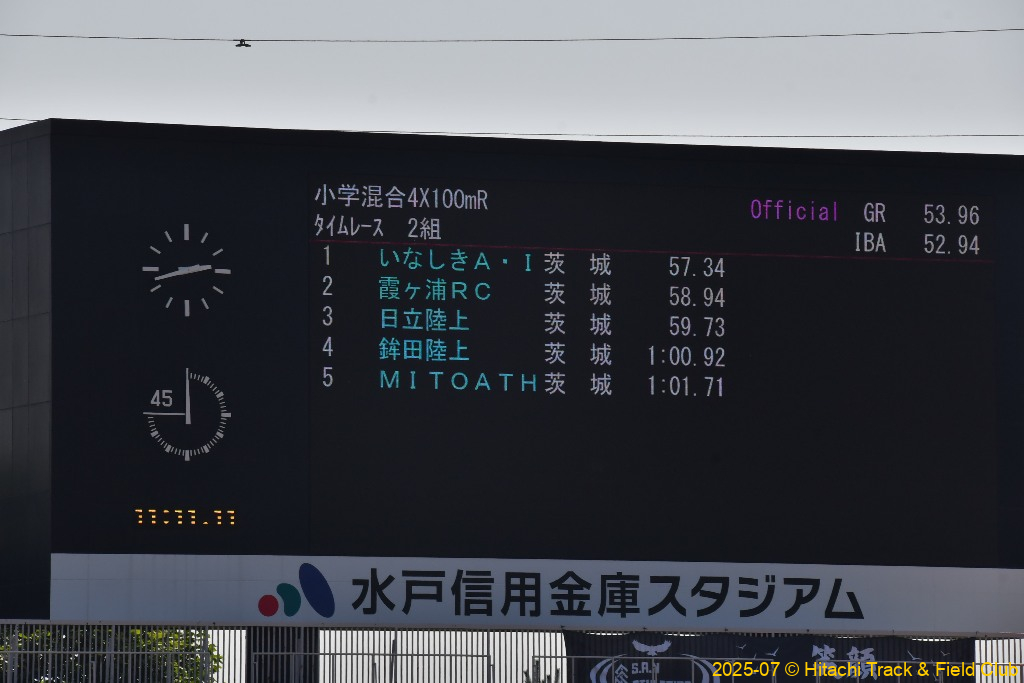 小学混合4X100mR
タイムレース 2組
Official GR 53.96
IBA 52.94
1 いなしきA・I 茨 城 57.34
2 霞ヶ浦RC 茨 城 58.94
3 日立陸上 茨 城 59.73
4 鉾田陸上 茨 城 1:00.92
5 MITOATH 茨 城 1:01.71
45
水戸信用金庫スタジアム
笑顔
2025-07 © Hitachi Track & Field Club